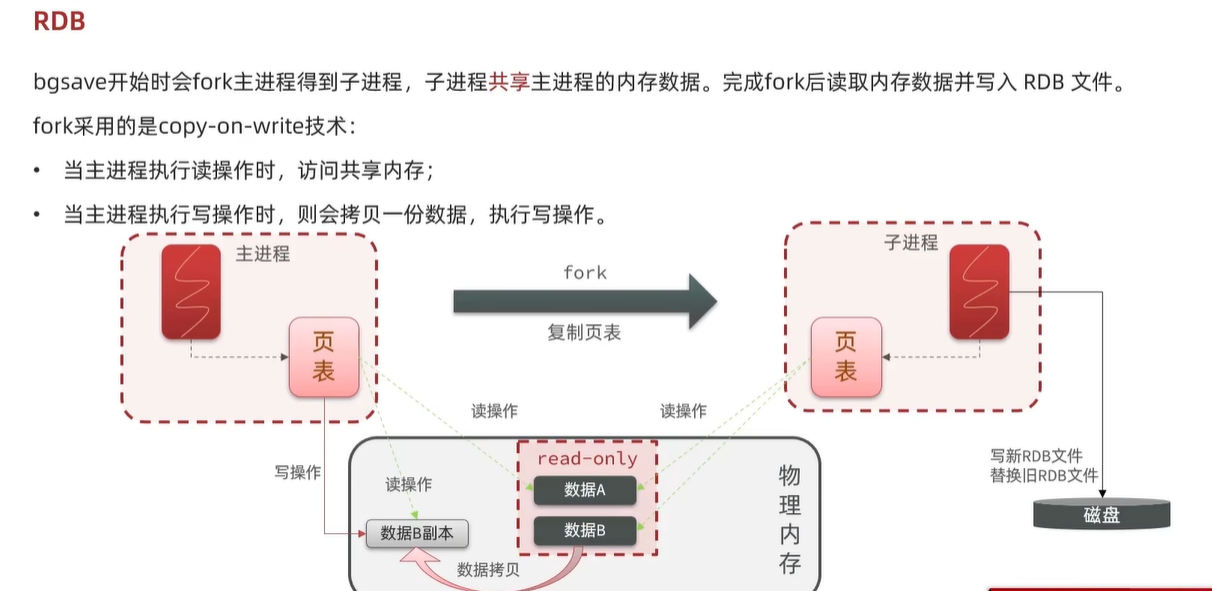 RDB
bgsave开始时会fork主进程得到子进程，子进程共享主进程的内存数据。完成fork后读取内存数据并写入 RDB 文件。
fork采用的是copy-on-write技术：
• 当主进程执行读操作时，访问共享内存；
• 当主进程执行写操作时，则会拷贝一份数据，执行写操作。
主进程
子进程
fork
复制页表
页表
页表
读操作
读操作
写操作
读操作
read-only
数据A
数据B
数据B副本
数据拷贝
物理内存
写新RDB文件
替换旧RDB文件
磁盘